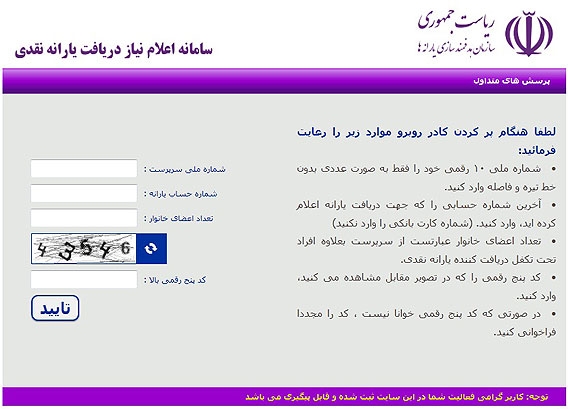 ریاست جمهوری
سازمان هدفمندسازی یارانه ها
سامانه اعلام نیاز دریافت یارانه نقدی
پرسش های متداول
لطفا هنگام پر کردن کادر روبرو موارد زیر را رعایت
فرمائید:
• شماره ملی ۱۰ رقمی خود را فقط به صورت عددی بدون
خط تیره و فاصله وارد کنید.
• آخرین شماره حسابی را که جهت دریافت یارانه اعلام
کرده اید، وارد کنید. (شماره کارت بانکی را وارد نکنید)
• تعداد اعضای خانوار عبارتست از سرپرست بعلاوه افراد
تحت تکفل دریافت کننده یارانه نقدی.
• کد پنج رقمی را که در تصویر مقابل مشاهده می کنید،
وارد کنید.
• در صورتی که کد پنج رقمی خوانا نیست ، کد را مجددا
فراخوانی کنید.
شماره ملی سرپرست :
شماره حساب یارانه :
تعداد اعضای خانوار :
43546
کد پنج رقمی بالا :
تایید
توجه: کاربر گرامی فعالیت شما در این سایت ثبت شده و قابل پیگیری می باشد